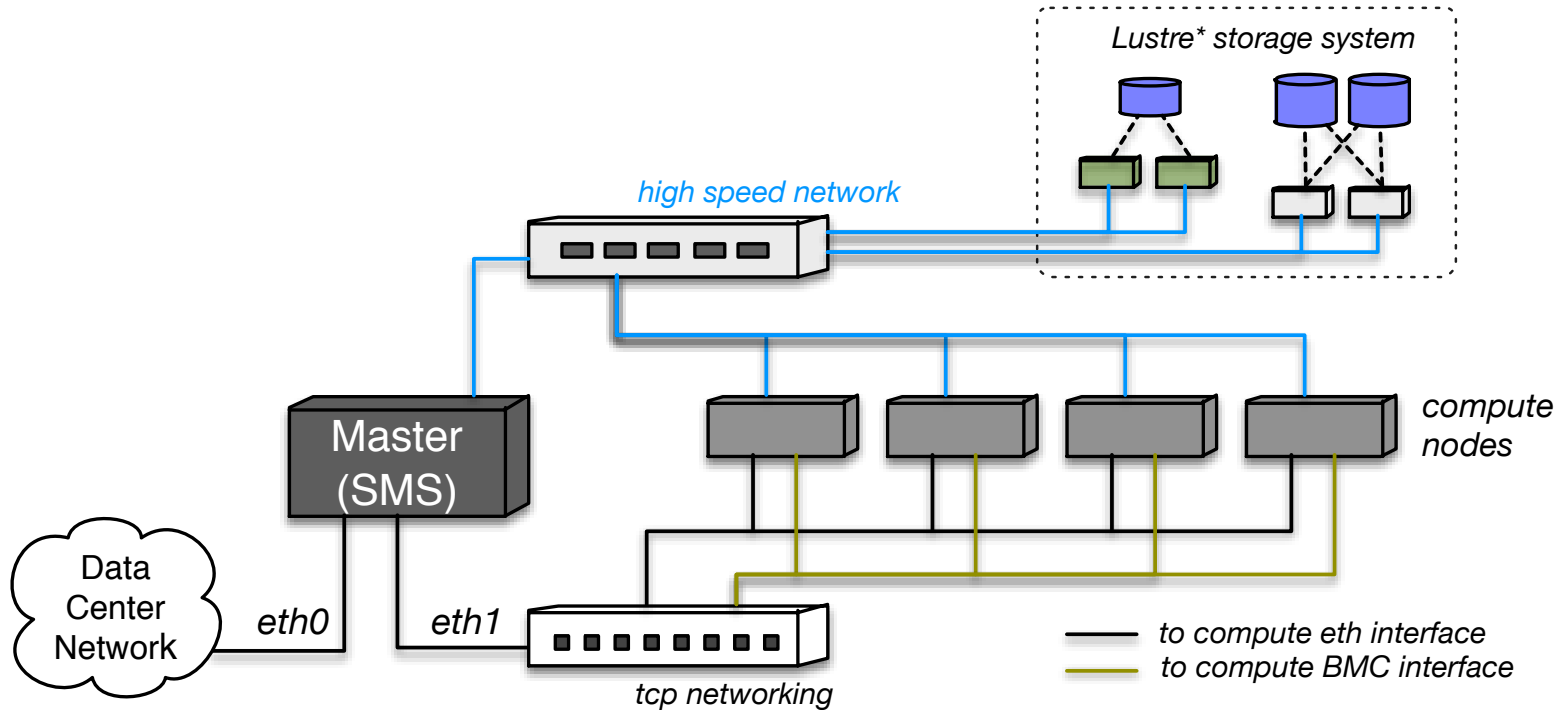 Lustre* storage system
high speed network
Master
(SMS)
compute
nodes
Data
Center
Network
eth0
eth1
tcp networking
to compute eth interface
to compute BMC interface